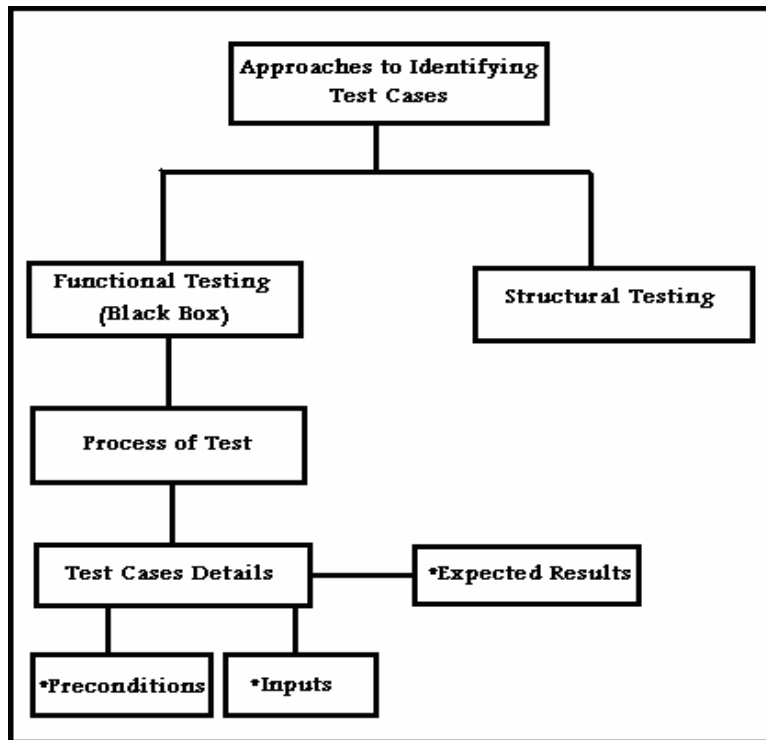 Approaches to Identifying
Test Cases
Functional Testing
(Black Box)
Structural Testing
Process of Test
Test Cases Details
*Expected Results
*Preconditions
*Inputs